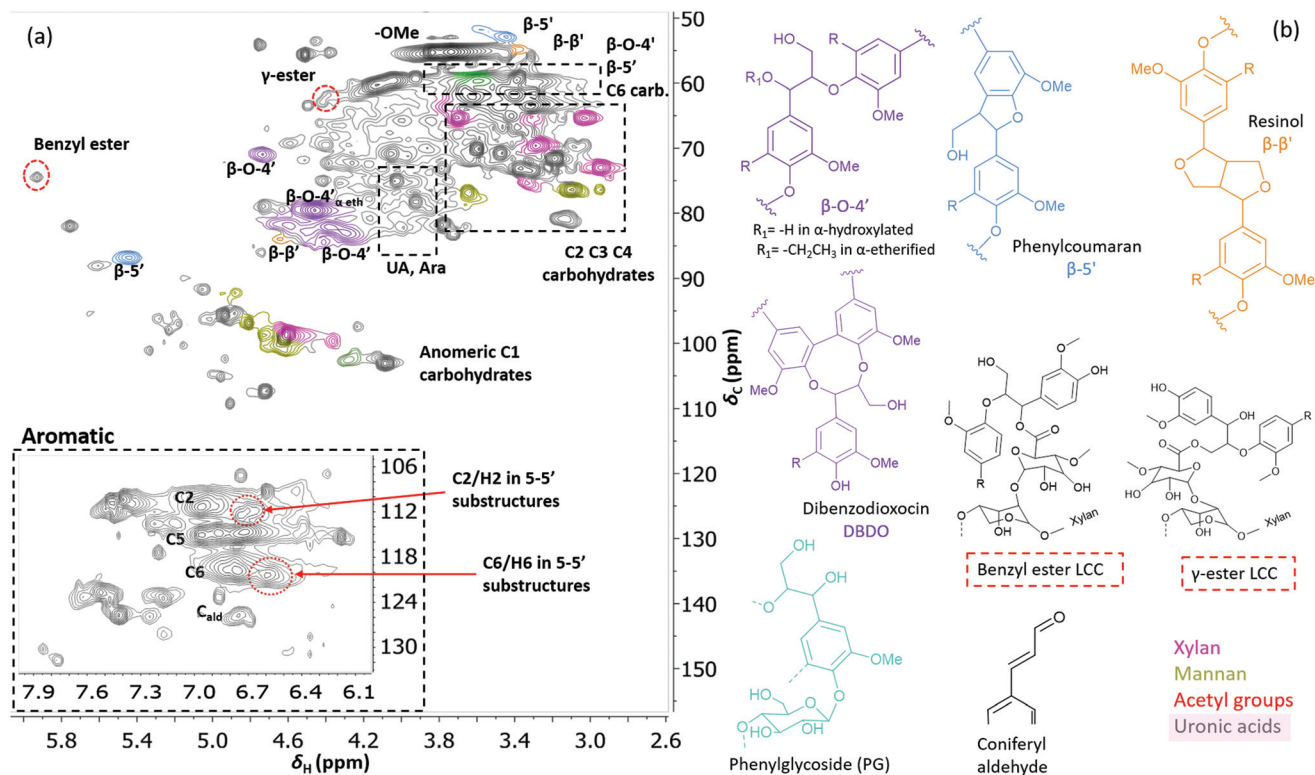 (a)
-OMe
β-5'
β-β'
β-O-4'
β-5'
C6 carb.
γ-ester
Benzyl ester
β-O-4'
β-O-4' α eth
β-β'
β-O-4'
β-5'
UA, Ara
C2 C3 C4
carbohydrates
Anomeric C1
carbohydrates
50
60
70
80
90
100
110
120
130
140
150
δC (ppm)
Aromatic
C2
C5
C6
Cald
106
112
118
124
130
7.9 7.6 7.3 7.0 6.7 6.4 6.1
C2/H2 in 5-5'
substructures
C6/H6 in 5-5'
substructures
5.8 5.4 5.0 4.6 4.2 3.8 3.4 3.0 2.6
δH (ppm)
(b)
HO
R
R1O
O
OMe
R
OMe
O
β-O-4'
R1= -H in α-hydroxylated
R1= -CH2CH3 in α-etherified
OMe
O
HO
R
OMe
O
Phenylcoumaran
β-5'
O
MeO
R
O
O
R
OMe
O
Resinol
β-β'
O
OMe
MeO
O
OH
R
OMe
OH
Dibenzodioxocin
DBDO
O
OH
HO
O
O
O
R
O
O
O
OH
OH
HO
O
O
Xylan
Benzyl ester LCC
HO
O
OH
R
O
O
O
O
O
HO
OH
O
HO
O
O
Xylan
γ-ester LCC
HO
OH
O
OMe
O
HO
O
O
HO
OH
Phenylglycoside (PG)
O
Coniferyl
aldehyde
Xylan
Mannan
Acetyl groups
Uronic acids